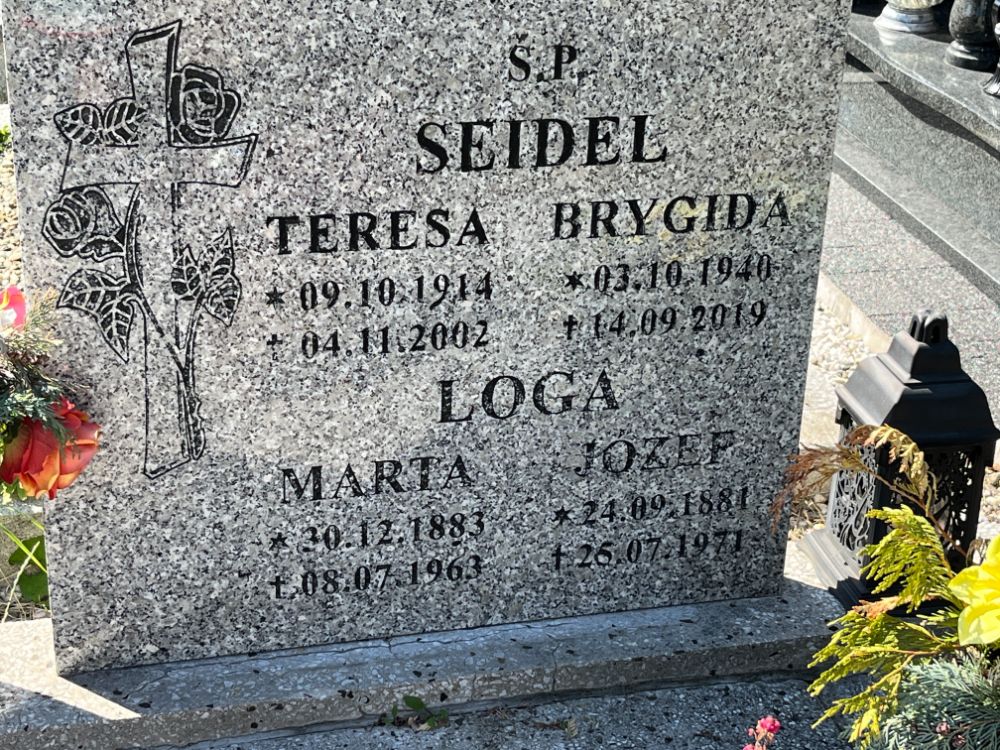 Ś.P.
SEIDEL
TERESA BRYGIDA
* 09.10.1914 * 03.10.1940
† 04.11.2002 † 14.09.2019
LOGA
MARTA JÓZEF
* 30.12.1883 * 24.09.1881
† 08.07.1963 † 26.07.1971